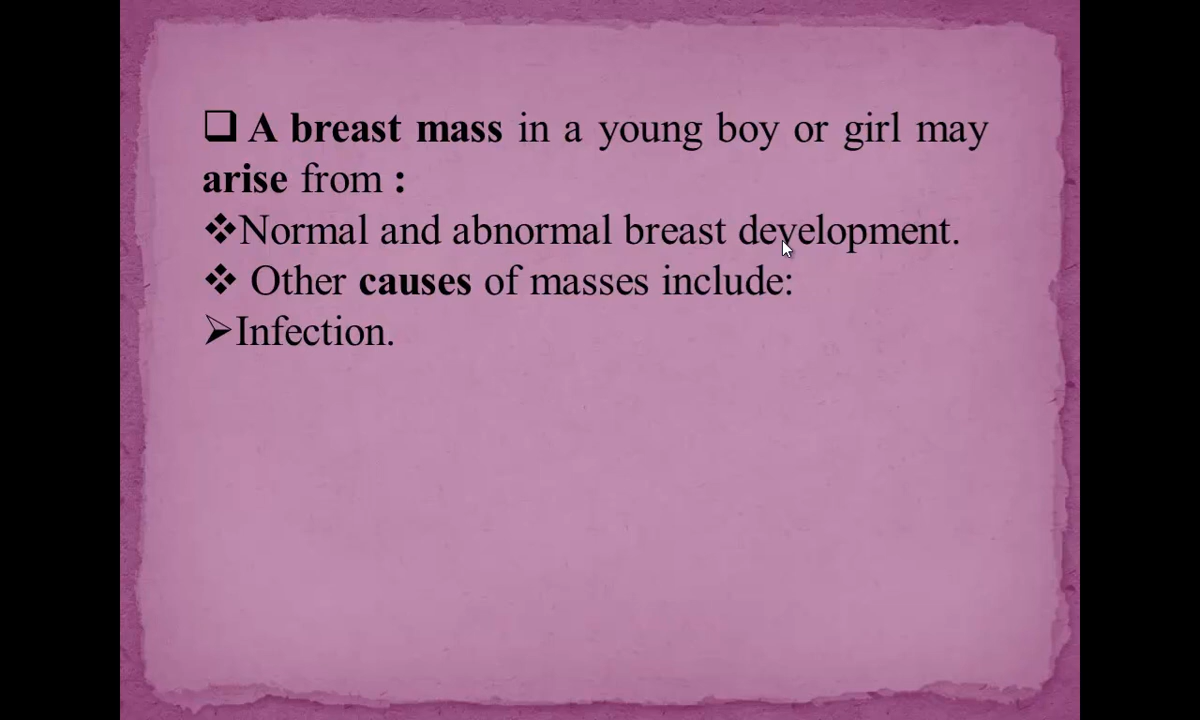 ❑ A breast mass in a young boy or girl may
arise from :
❖Normal and abnormal breast development.
❖ Other causes of masses include:
➢Infection.